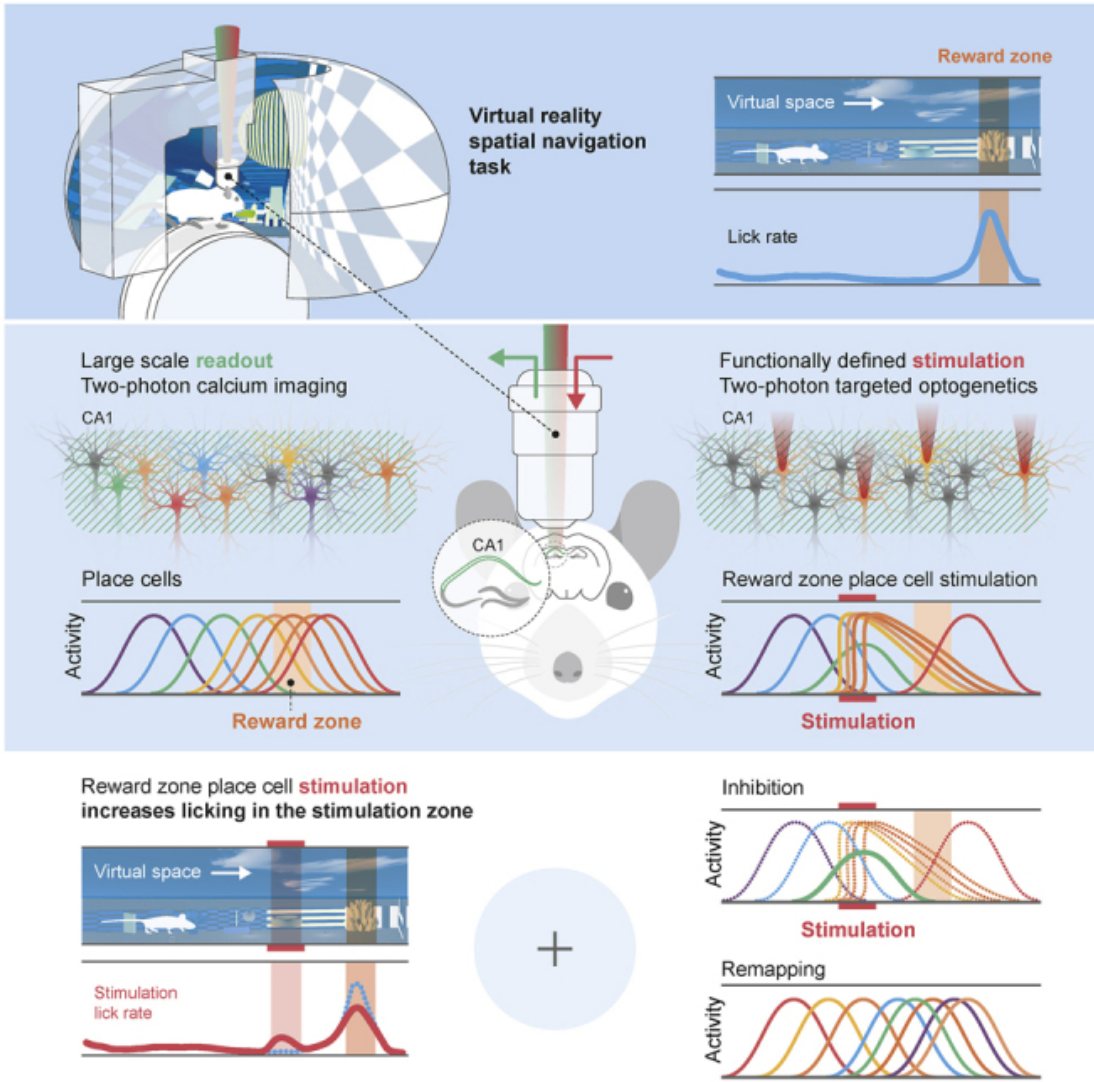 Virtual reality
spatial navigation
task
Reward zone
Virtual space
Lick rate
Large scale readout
Two-photon calcium imaging
CA1
Place cells
Activity
Reward zone
CA1
Functionally defined stimulation
Two-photon targeted optogenetics
CA1
Reward zone place cell stimulation
Activity
Stimulation
Reward zone place cell stimulation
increases licking in the stimulation zone
Virtual space
Stimulation
lick rate
+
Inhibition
Activity
Stimulation
Remapping
Activity